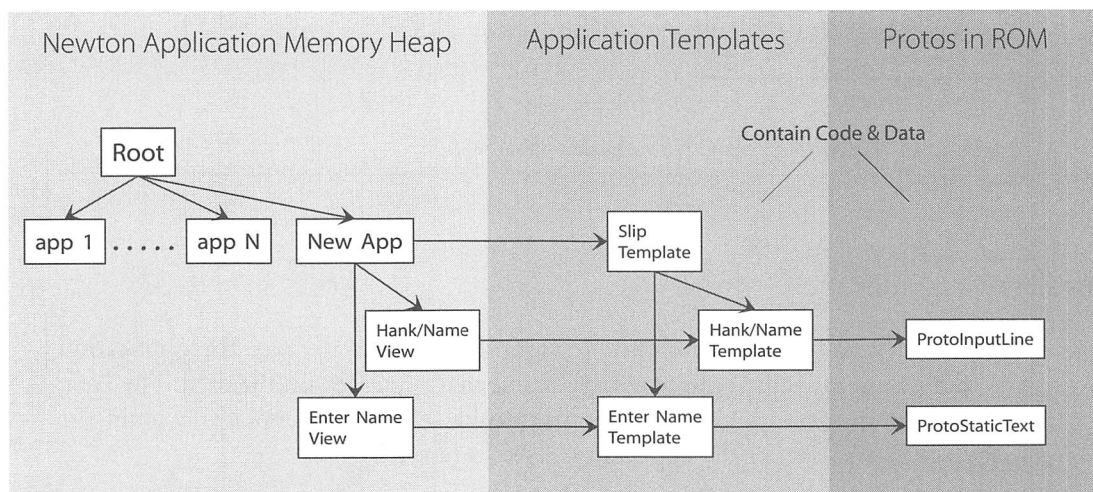 Newton Application Memory Heap
Application Templates
Protos in ROM
Contain Code & Data
Root
app 1 ..... app N
New App
Slip
Template
Hank/Name
View
Hank/Name
Template
ProtoInputLine
Enter Name
View
Enter Name
Template
ProtoStaticText